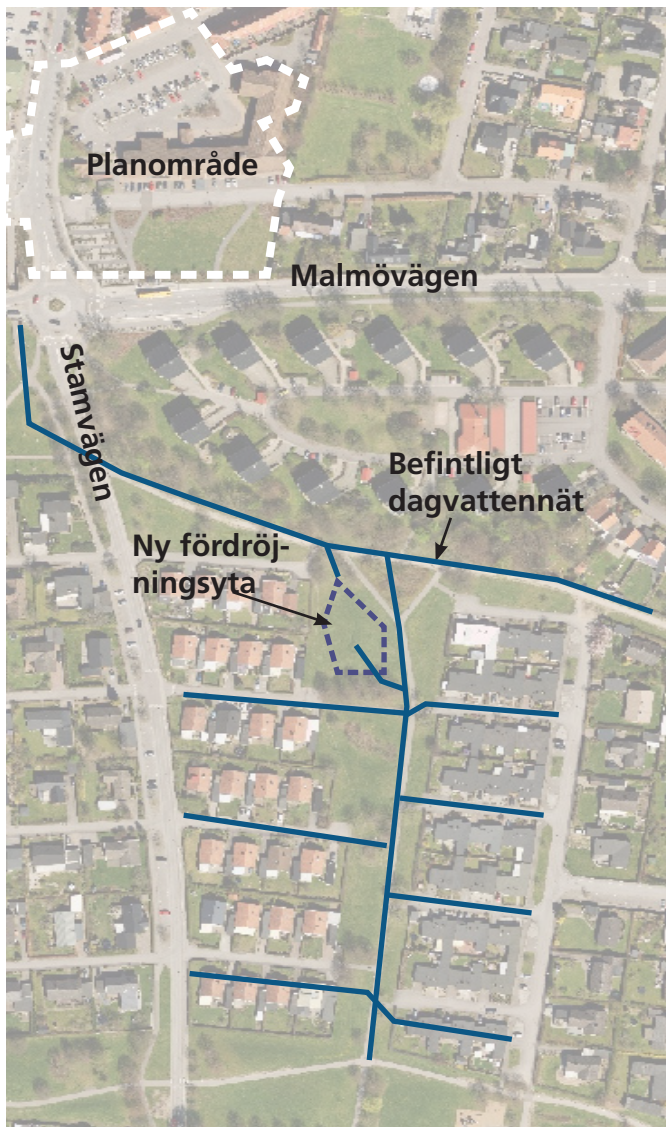 Planområde
Malmövägen
Stamvägen
Befintligt
dagvattennät
Ny fördröj-
ningsyta